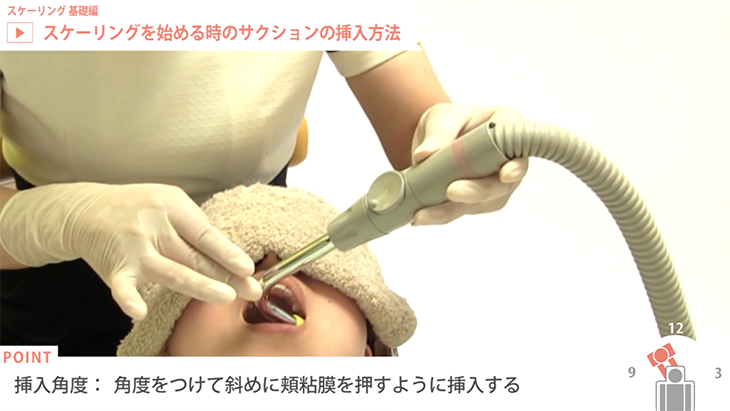 スケーリング 基礎編
スケーリングを始める時のサクションの挿入方法
POINT
挿入角度： 角度をつけて斜めに頬粘膜を押すように挿入する
12
9
3